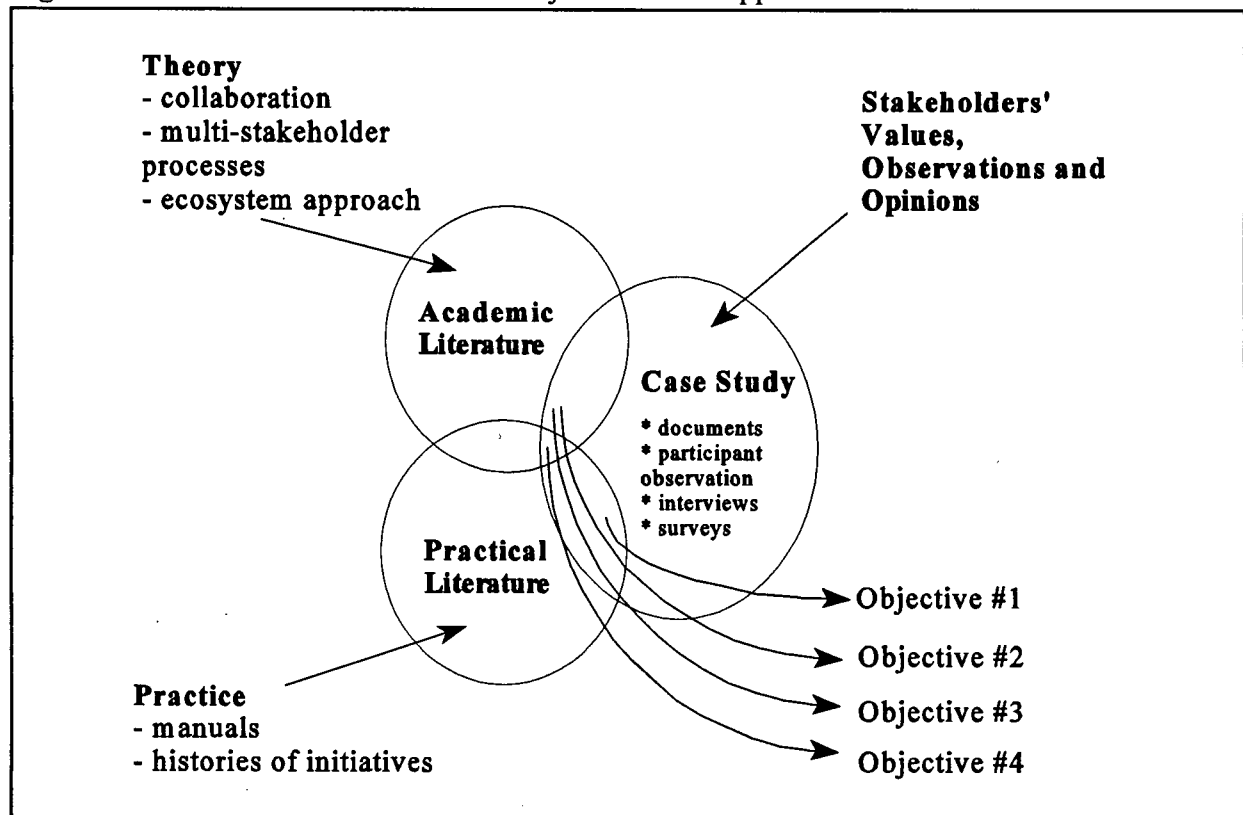 Theory
- collaboration
- multi-stakeholder
processes
- ecosystem approach
Stakeholders'
Values,
Observations and
Opinions
Academic
Literature
Case Study
* documents
* participant
observation
* interviews
* surveys
Practical
Literature
Objective #1
Objective #2
Objective #3
Objective #4
Practice
- manuals
- histories of initiatives